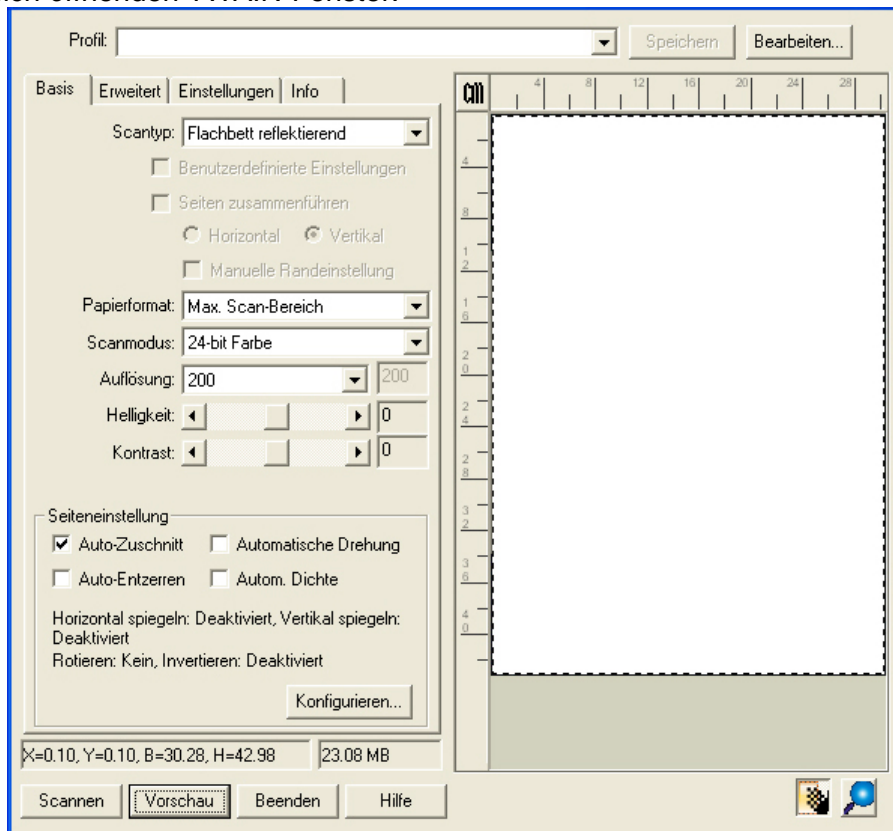 Profil: Speichern Bearbeiten...
Basis Erweitert Einstellungen Info
Scantyp: Flachbett reflektierend
Benutzerdefinierte Einstellungen
Seiten zusammenführen
Horizontal Vertikal
Manuelle Randeinstellung
Papierformat: Max. Scan-Bereich
Scanmodus: 24-bit Farbe
Auflösung: 200 200
Helligkeit: 0
Kontrast: 0
Seiteneinstellung
Auto-Zuschnitt Automatische Drehung
Auto-Entzerren Autom. Dichte
Horizontal spiegeln: Deaktiviert, Vertikal spiegeln:
Deaktiviert
Rotieren: Kein, Invertieren: Deaktiviert
Konfigurieren...
X=0.10, Y=0.10, B=30.28, H=42.98 23.08 MB
Scannen Vorschau Beenden Hilfe
cm 4 8 12 16 20 24 28
4
8
12
16
20
24
28
32
36
40